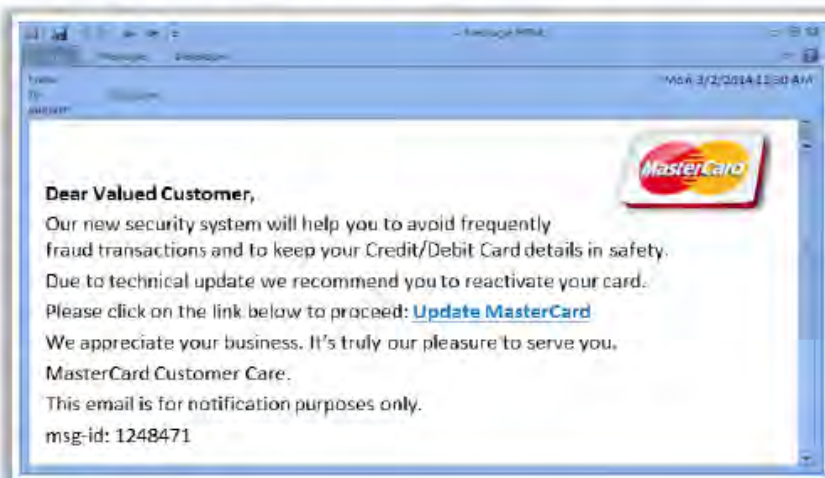 Mon 3/2/2014 11:30 AM
MasterCard
Dear Valued Customer,
Our new security system will help you to avoid frequently
fraud transactions and to keep your Credit/Debit Card details in safety.
Due to technical update we recommend you to reactivate your card.
Please click on the link below to proceed: Update MasterCard
We appreciate your business. It's truly our pleasure to serve you.
MasterCard Customer Care.
This email is for notification purposes only.
msg-id: 1248471